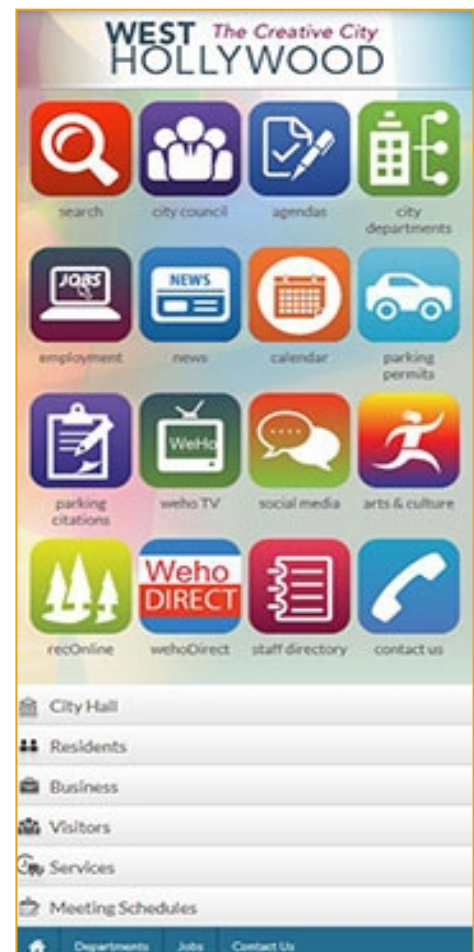 WEST The Creative City
HOLLYWOOD
search city council agendas city
departments
JOBS NEWS
employment news calendar parking
permits
WeHo
parking weho TV social media arts & culture
citations
Weho
DIRECT
recOnline wehoDirect staff directory contact us
City Hall
Residents
Business
Visitors
Services
Meeting Schedules
Departments Jobs Contact Us